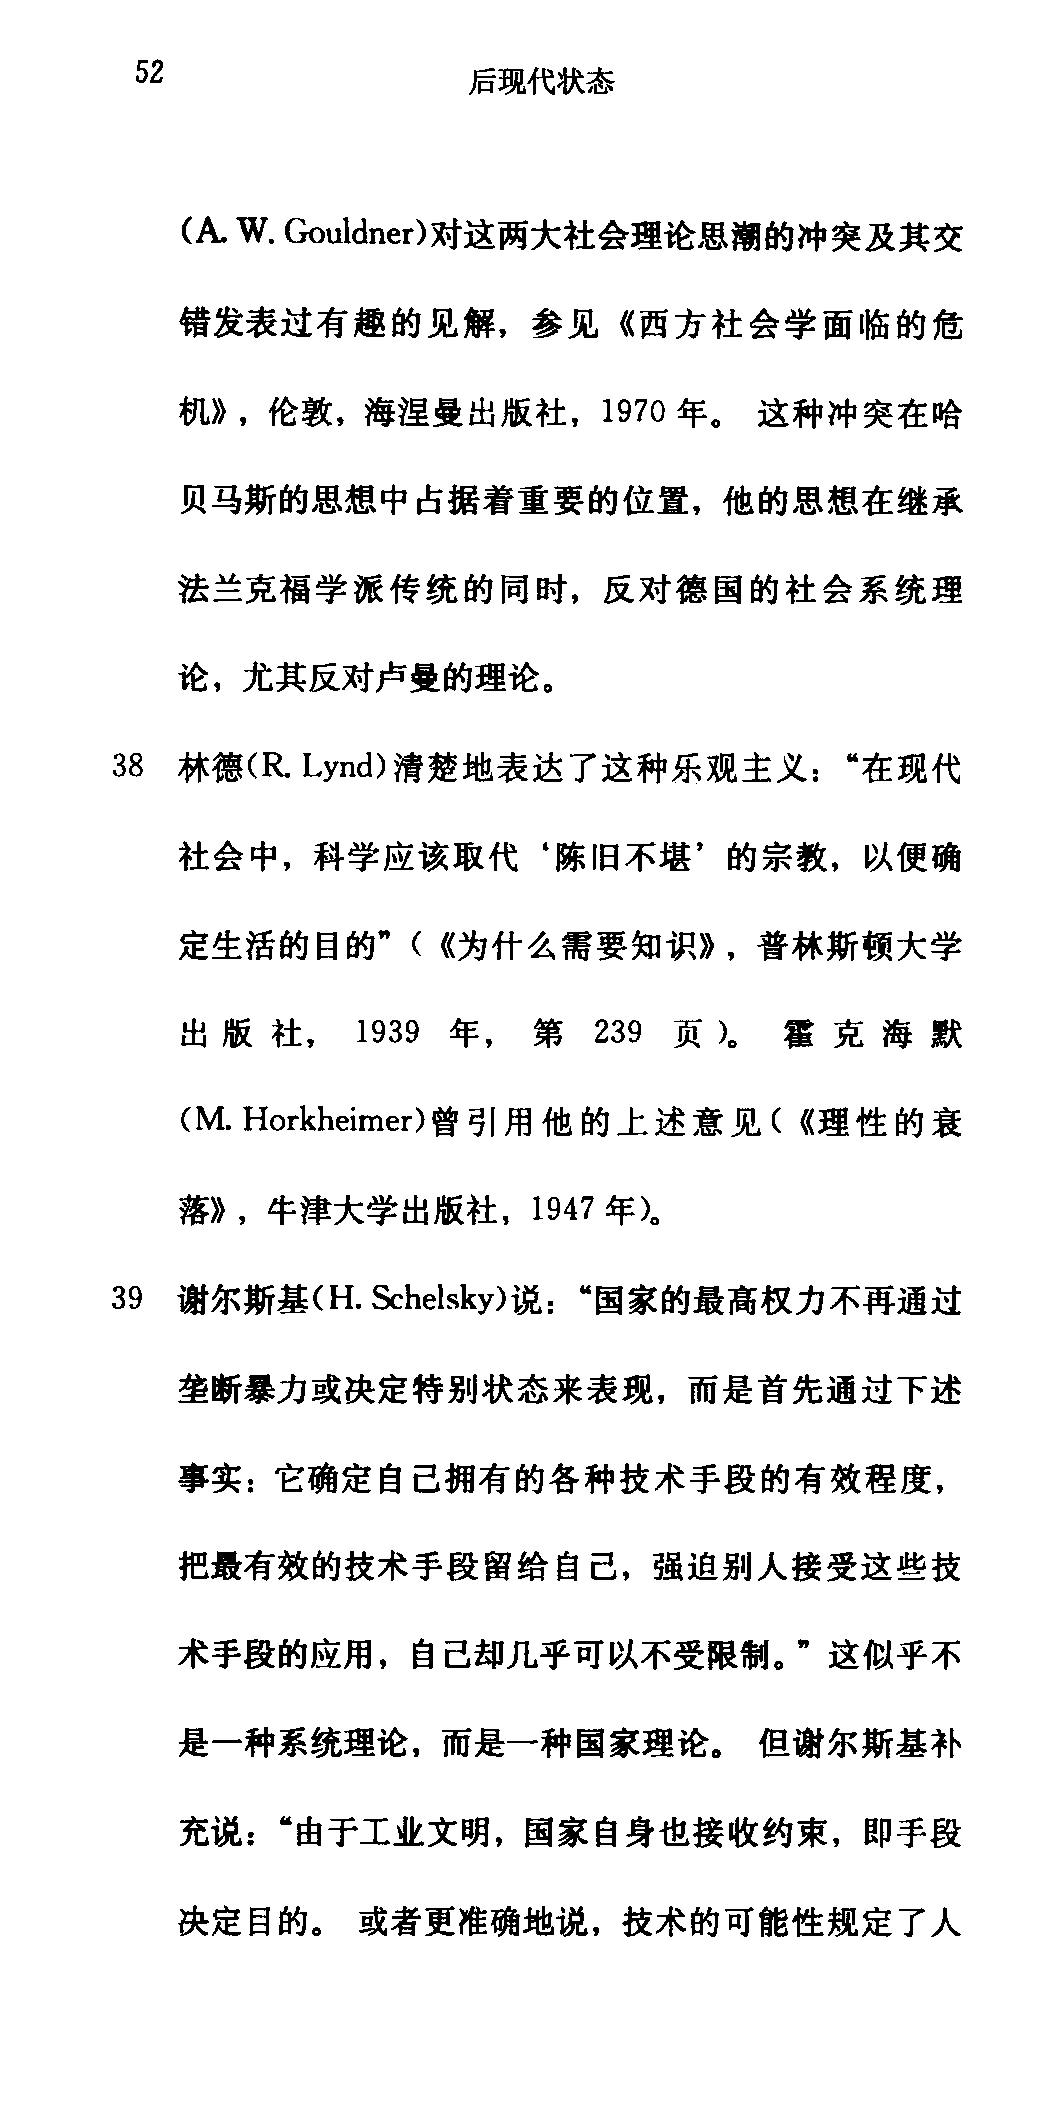 52
后现代状态
(A. W. Gouldner)对这两大社会理论思潮的冲突及其交
错发表过有趣的见解，参见《西方社会学面临的危
机》，伦敦，海涅曼出版社，1970 年。 这种冲突在哈
贝马斯的思想中占据着重要的位置，他的思想在继承
法兰克福学派传统的同时，反对德国的社会系统理
论，尤其反对卢曼的理论。
38 林德(R. Lynd)清楚地表达了这种乐观主义：“在现代
社会中，科学应该取代‘陈旧不堪’的宗教，以便确
定生活的目的”（《为什么需要知识》，普林斯顿大学
出版社， 1939 年， 第 239 页）。 霍克海默
(M. Horkheimer)曾引用他的上述意见（《理性的衰
落》，牛津大学出版社，1947 年）。
39 谢尔斯基(H. Schelsky)说：“国家的最高权力不再通过
垄断暴力或决定特别状态来表现，而是首先通过下述
事实：它确定自己拥有的各种技术手段的有效程度，
把最有效的技术手段留给自己，强迫别人接受这些技
术手段的应用，自己却几乎可以不受限制。”这似乎不
是一种系统理论，而是一种国家理论。 但谢尔斯基补
充说：“由于工业文明，国家自身也接收约束，即手段
决定目的。 或者更准确地说，技术的可能性规定了人